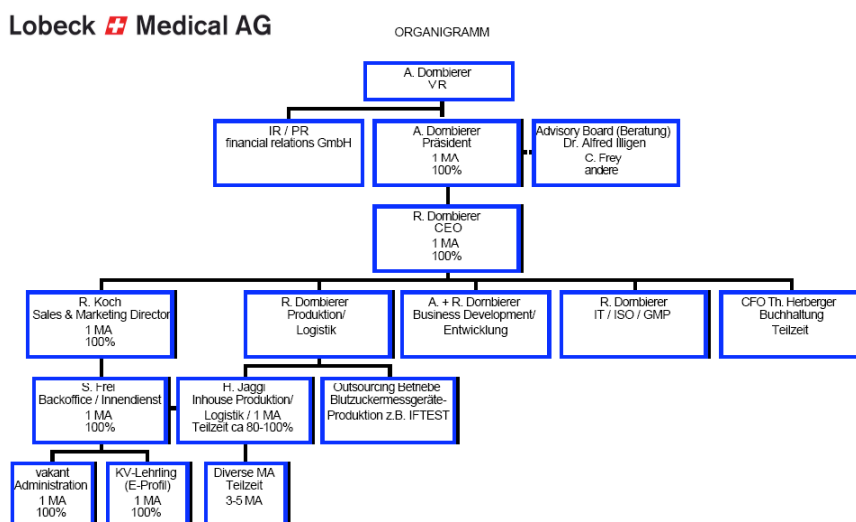 Lobeck Medical AG
ORGANIGRAMM
A. Dornbierer
VR
IR / PR
financial relations GmbH
A. Dornbierer
Präsident
1 MA
100%
Advisory Board (Beratung)
Dr. Alfred Illigen
C. Frey
andere
R. Dornbierer
CEO
1 MA
100%
R. Koch
Sales & Marketing Director
1 MA
100%
R. Dornbierer
Produktion/
Logistik
A. + R. Dornbierer
Business Development/
Entwicklung
R. Dornbierer
IT / ISO / GMP
CFO Th. Herberger
Buchhaltung
Teilzeit
S. Frei
Backoffice / Innendienst
1 MA
100%
H. Jäggi
Inhouse Produktion/
Logistik / 1 MA
Teilzeit ca 80-100%
Outsourcing Betriebe
Blutzuckermessgeräte-
Produktion z.B. IFTEST
vakant
Administration
1 MA
100%
KV-Lehrling
(E-Profil)
1 MA
100%
Diverse MA
Teilzeit
3-5 MA